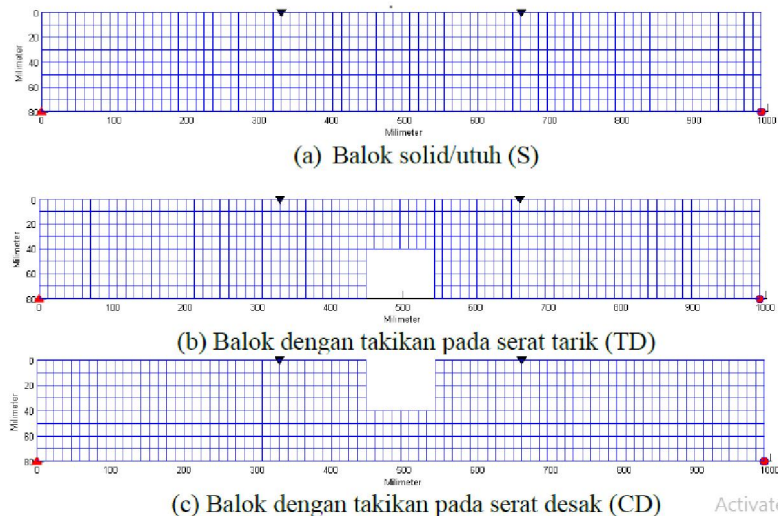 0
20
40
60
80
Milimeter
0 100 200 300 400 500 600 700 800 900 1000
Milimeter
(a) Balok solid/utuh (S)
0
20
40
60
80
Milimeter
0 100 200 300 400 500 600 700 800 900 1000
Milimeter
(b) Balok dengan takikan pada serat tarik (TD)
0
20
40
60
80
Milimeter
0 100 200 300 400 500 600 700 800 900 1000
Milimeter
(c) Balok dengan takikan pada serat desak (CD)
Activate